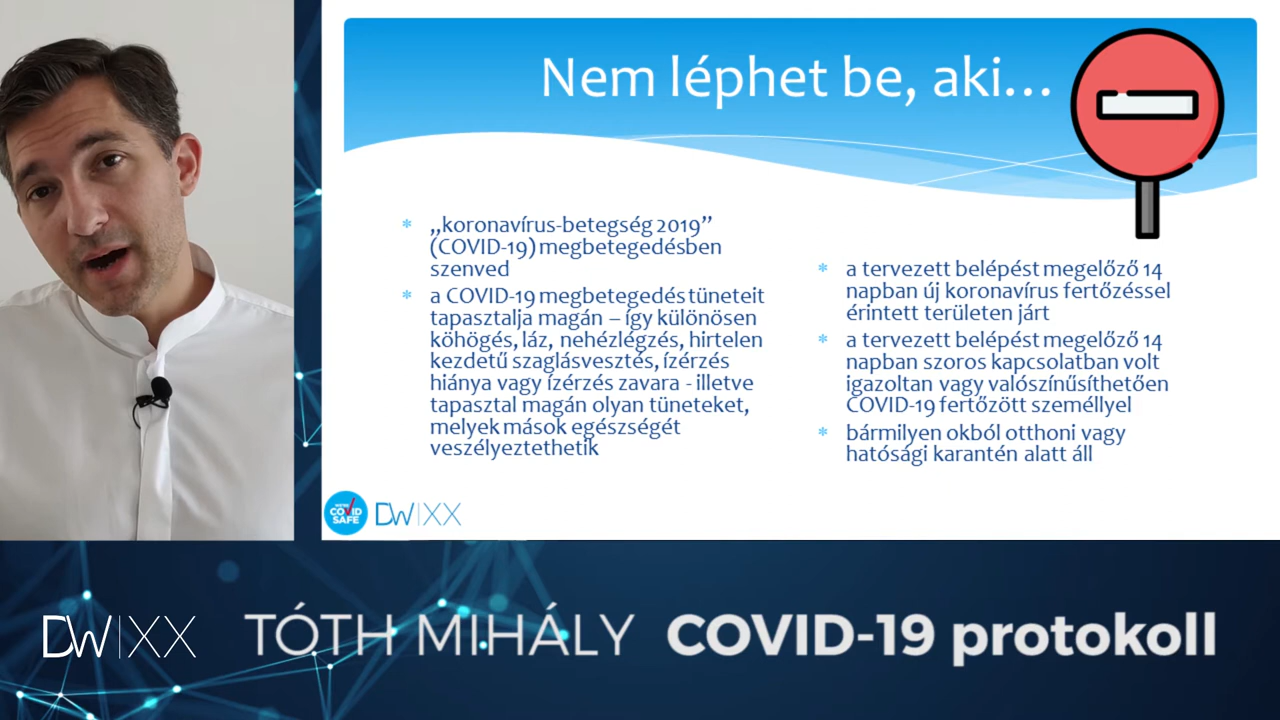 Nem léphet be, aki...
* „koronavírus-betegség 2019”
(COVID-19) megbetegedésben
szenved
* a COVID-19 megbetegedés tüneteit
tapasztalja magán – így különösen
köhögés, láz, nehézlégzés, hirtelen
kezdetű szaglásvesztés, ízérzés
hiánya vagy ízérzés zavara - illetve
tapasztal magán olyan tüneteket,
melyek mások egészségét
veszélyeztethetik
* a tervezett belépést megelőző 14
napban új koronavírus fertőzéssel
érintett területen járt
* a tervezett belépést megelőző 14
napban szoros kapcsolatban volt
igazoltan vagy valószínűsíthetően
COVID-19 fertőzött személlyel
* bármilyen okból otthoni vagy
hatósági karantén alatt áll
COVID
SAFE
DW|XX
DW|XX TÓTH MIHÁLY COVID-19 protokoll